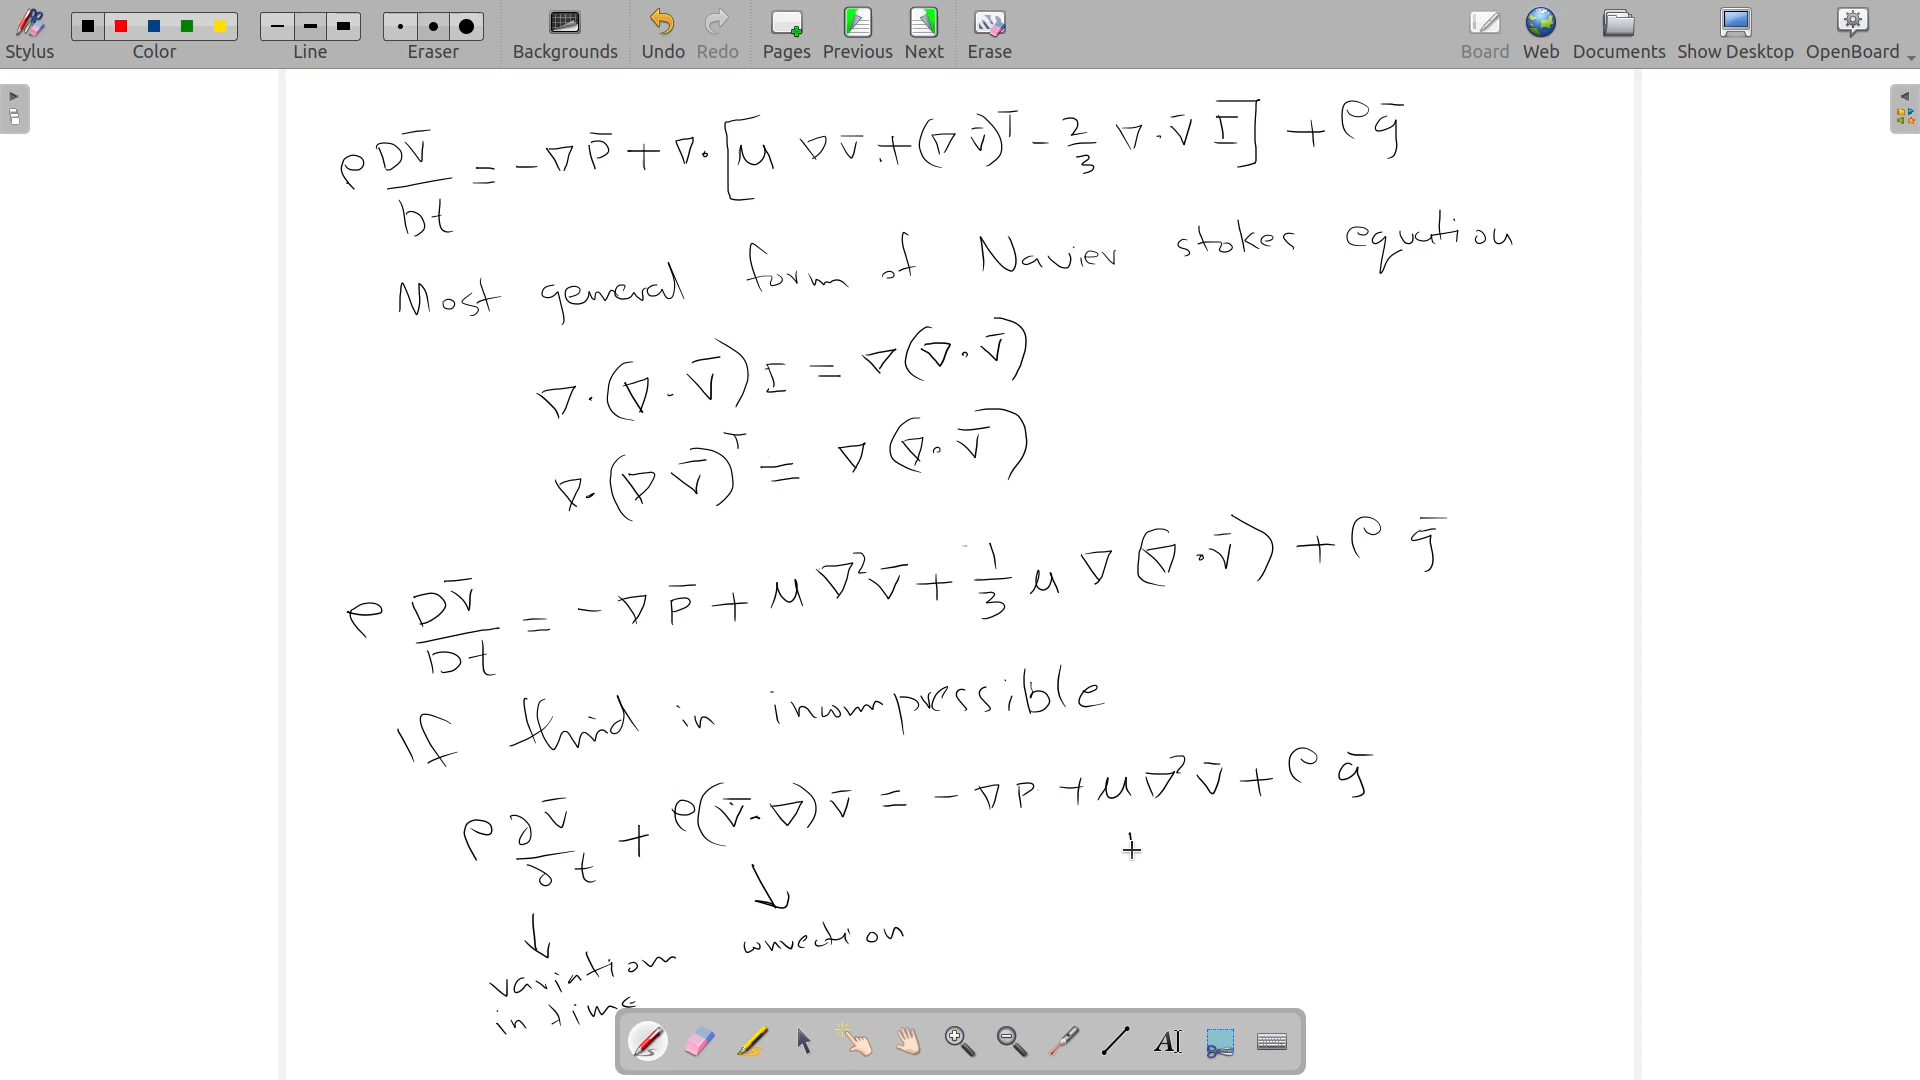 Stylus Color Line Eraser Backgrounds Undo Redo Pages Previous Next Erase Board Web Documents Show Desktop OpenBoard
ρ DV̄/Dt = -∇P̄ + ∇·[μ ∇V̄ + (∇V̄)ᵀ - 2/3 ∇·V̄ I] + ρḡ
Most general form of Navier stokes equation
∇·(∇·V̄) I = ∇(∇·V̄)
∇·(∇V̄)ᵀ = ∇(∇·V̄)
ρ DV̄/Dt = -∇P̄ + μ∇²V̄ + 1/3 μ ∇(∇·V̄) + ρ ḡ
If fluid in incompressible
ρ ∂V̄/∂t + ρ(V̄·∇)V̄ = -∇P + μ∇²V̄ + ρ ḡ
convection
variation
in time